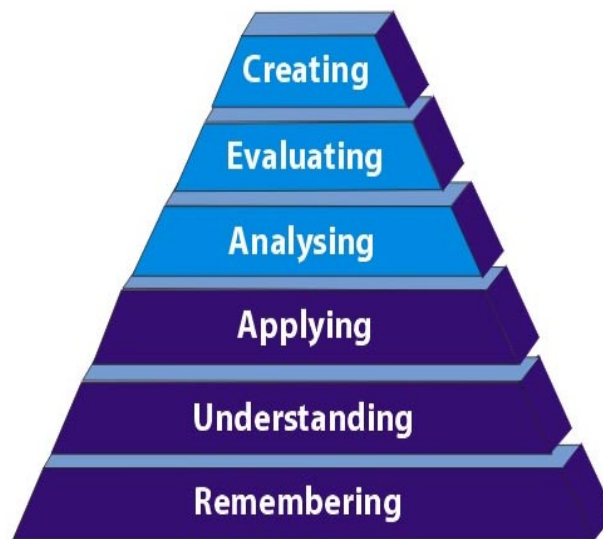 Creating
Evaluating
Analysing
Applying
Understanding
Remembering